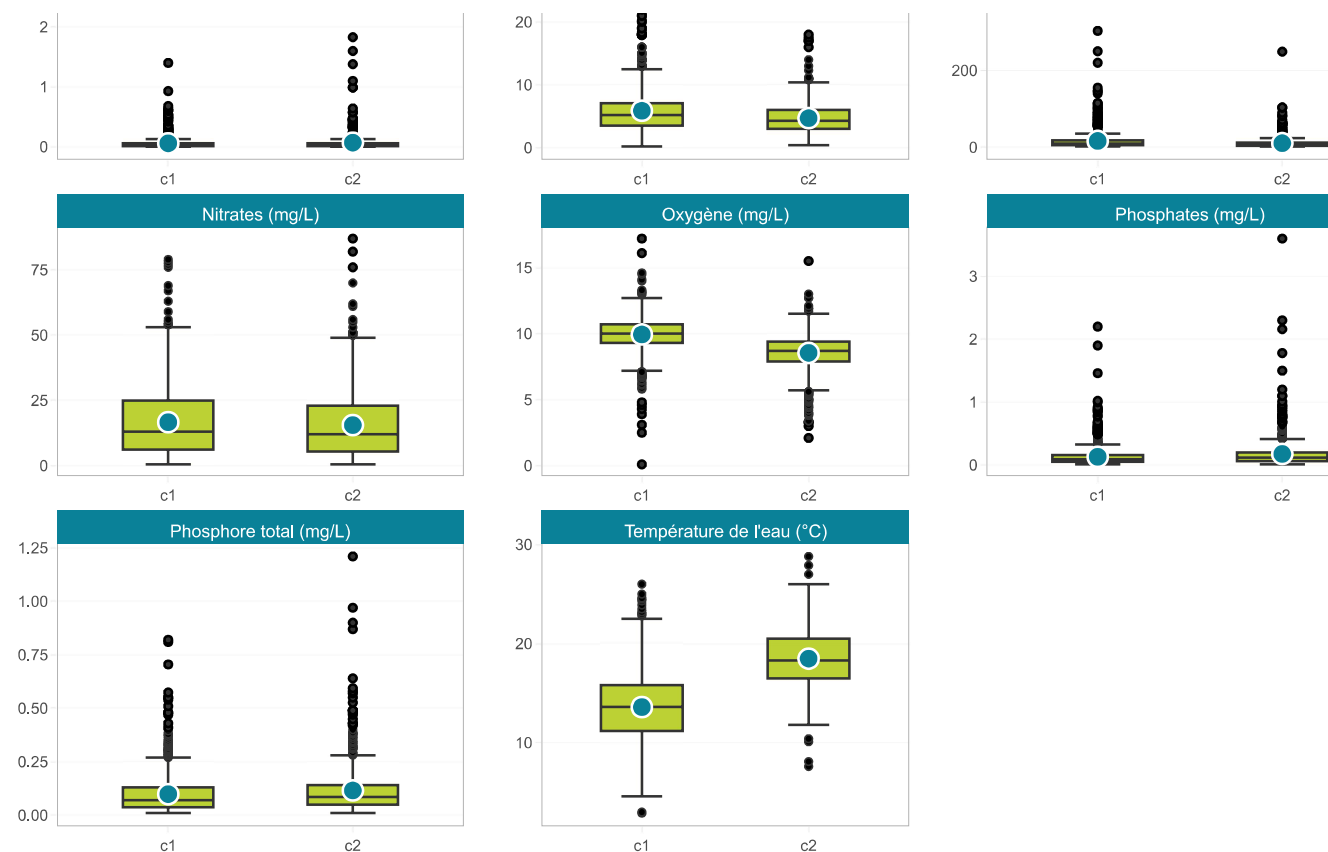 2
1
0
c1 c2
20
10
0
c1 c2
200
0
c1 c2
Nitrates (mg/L)
75
50
25
0
c1 c2
Oxygène (mg/L)
15
10
5
0
c1 c2
Phosphates (mg/L)
3
2
1
0
c1 c2
Phosphore total (mg/L)
1.25
1.00
0.75
0.50
0.25
0.00
c1 c2
Température de l'eau (°C)
30
20
10
c1 c2